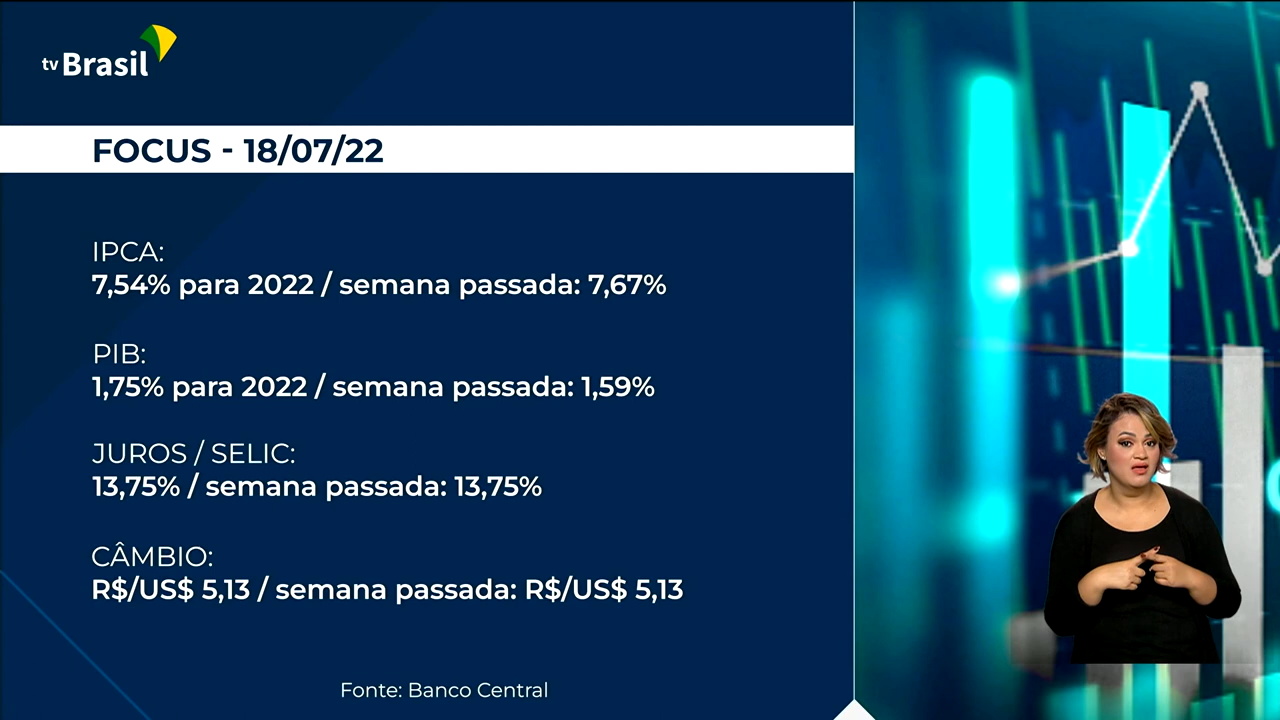 tv Brasil
FOCUS - 18/07/22
IPCA:
7,54% para 2022 / semana passada: 7,67%
PIB:
1,75% para 2022 / semana passada: 1,59%
JUROS / SELIC:
13,75% / semana passada: 13,75%
CÂMBIO:
R$/US$ 5,13 / semana passada: R$/US$ 5,13
Fonte: Banco Central